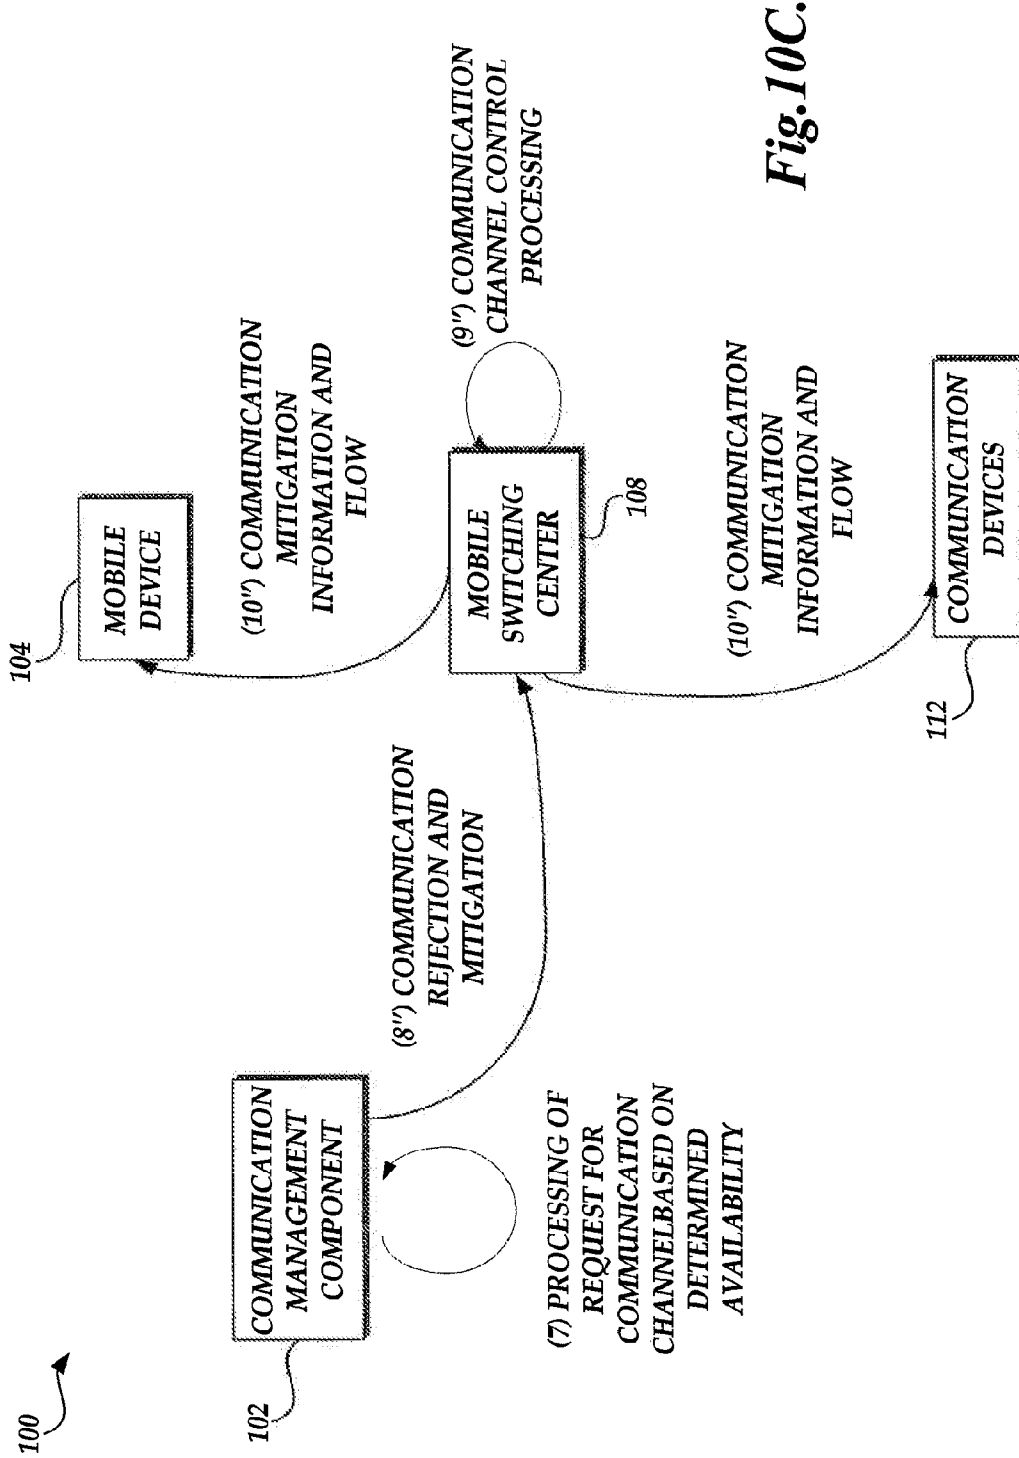 100
102
COMMUNICATION
MANAGEMENT
COMPONENT
(7) PROCESSING OF
REQUEST FOR
COMMUNICATION
CHANNELBASED ON
DETERMINED
AVAILABILITY
(8") COMMUNICATION
REJECTION AND
MITIGATION
104
MOBILE
DEVICE
(10") COMMUNICATION
MITIGATION
INFORMATION AND
FLOW
MOBILE
SWITCHING
CENTER
108
(9") COMMUNICATION
CHANNEL CONTROL
PROCESSING
(10") COMMUNICATION
MITIGATION
INFORMATION AND
FLOW
112
COMMUNICATION
DEVICES
Fig.10C.